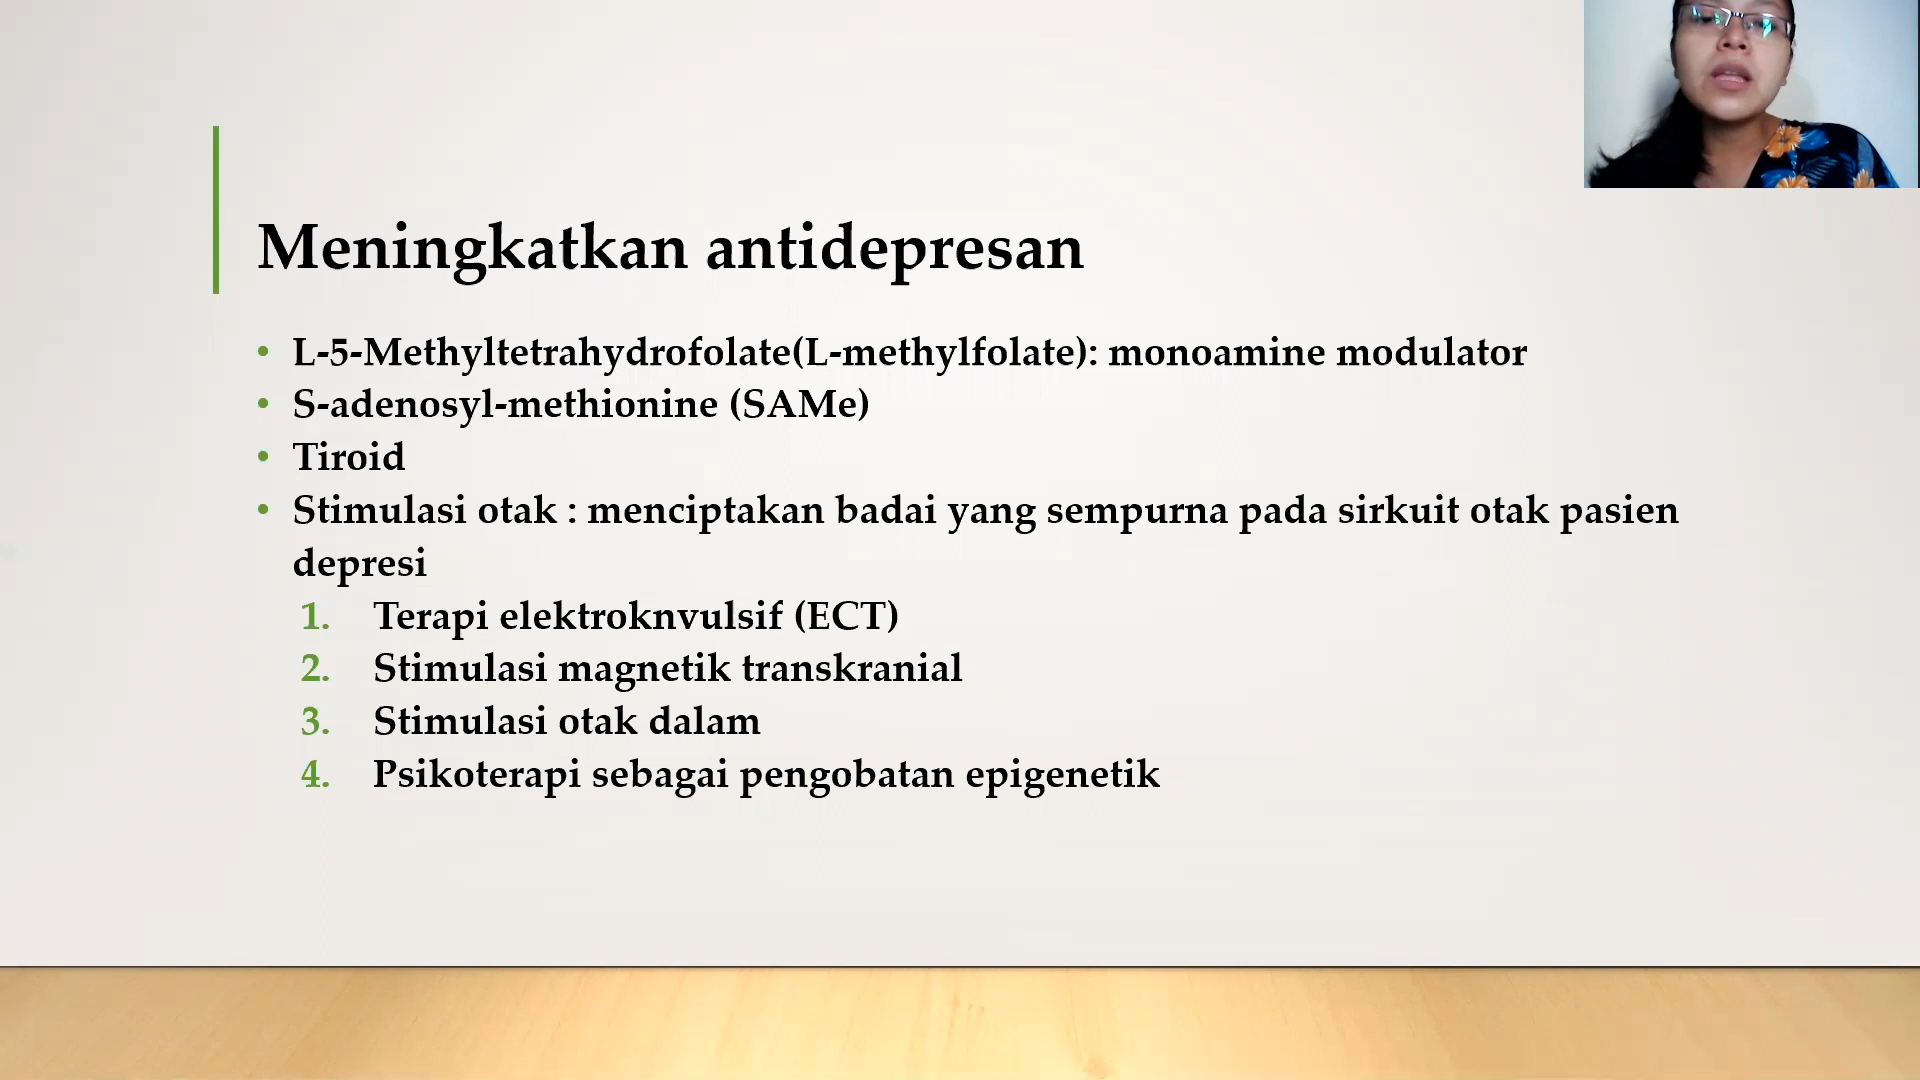 Meningkatkan antidepresan
• L-5-Methyltetrahydrofolate(L-methylfolate): monoamine modulator
• S-adenosyl-methionine (SAMe)
• Tiroid
• Stimulasi otak : menciptakan badai yang sempurna pada sirkuit otak pasien
depresi
1. Terapi elektroknvulsif (ECT)
2. Stimulasi magnetik transkranial
3. Stimulasi otak dalam
4. Psikoterapi sebagai pengobatan epigenetik